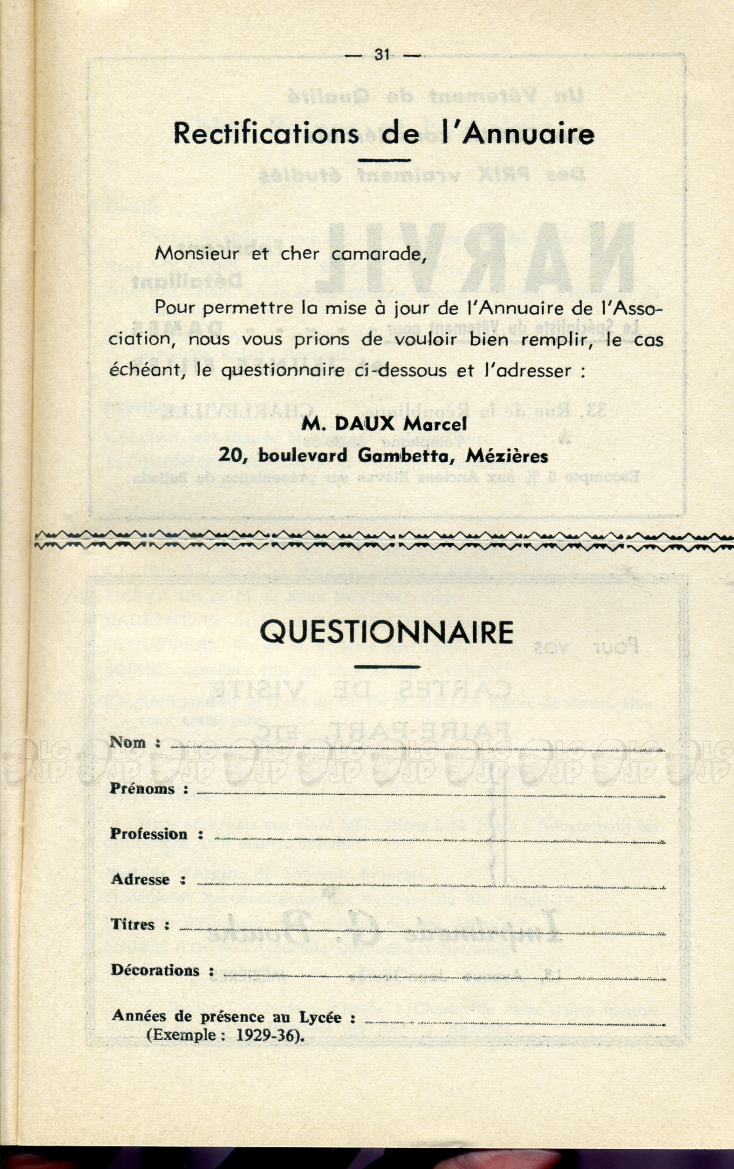 — 31 —
Rectifications de l'Annuaire
Monsieur et cher camarade,
Pour permettre la mise à jour de l'Annuaire de l'Asso-
ciation, nous vous prions de vouloir bien remplir, le cas
échéant, le questionnaire ci-dessous et l'adresser :
M. DAUX Marcel
20, boulevard Gambetta, Mézières
QUESTIONNAIRE
Nom :
Prénoms :
Profession :
Adresse :
Titres :
Décorations :
Années de présence au Lycée :
(Exemple : 1929-36).